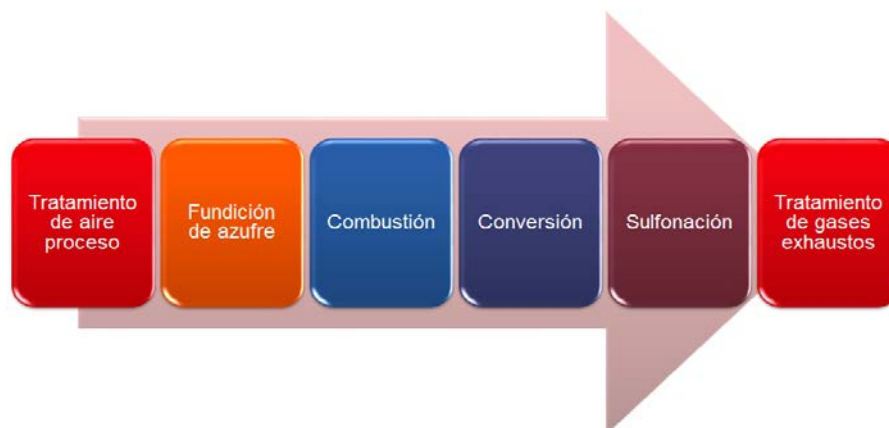 Tratamiento
de aire
proceso
Fundición
de azufre
Combustión
Conversión
Sulfonación
Tratamiento
de gases
exhaustos